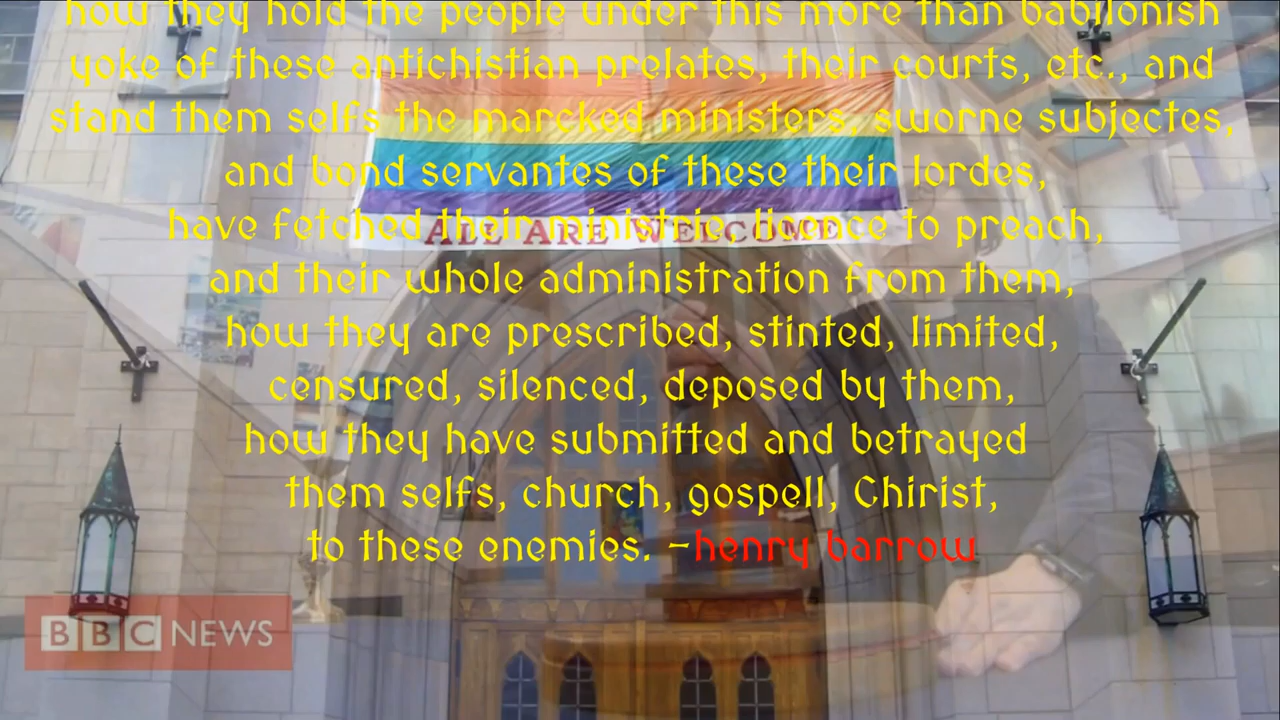 how they hold the people under this more than babilonish
yoke of these antichistian prelates, their courts, etc., and
stand them selfs the marcked ministers, sworne subjectes,
and bond servantes of these their lordes,
have fetched their ministrie, licence to preach,
ALL ARE WELCOME
and their whole administration from them,
how they are prescribed, stinted, limited,
censured, silenced, deposed by them,
how they have submitted and betrayed
them selfs, church, gospell, Chirist,
to these enemies. -henry barrow
BBC NEWS